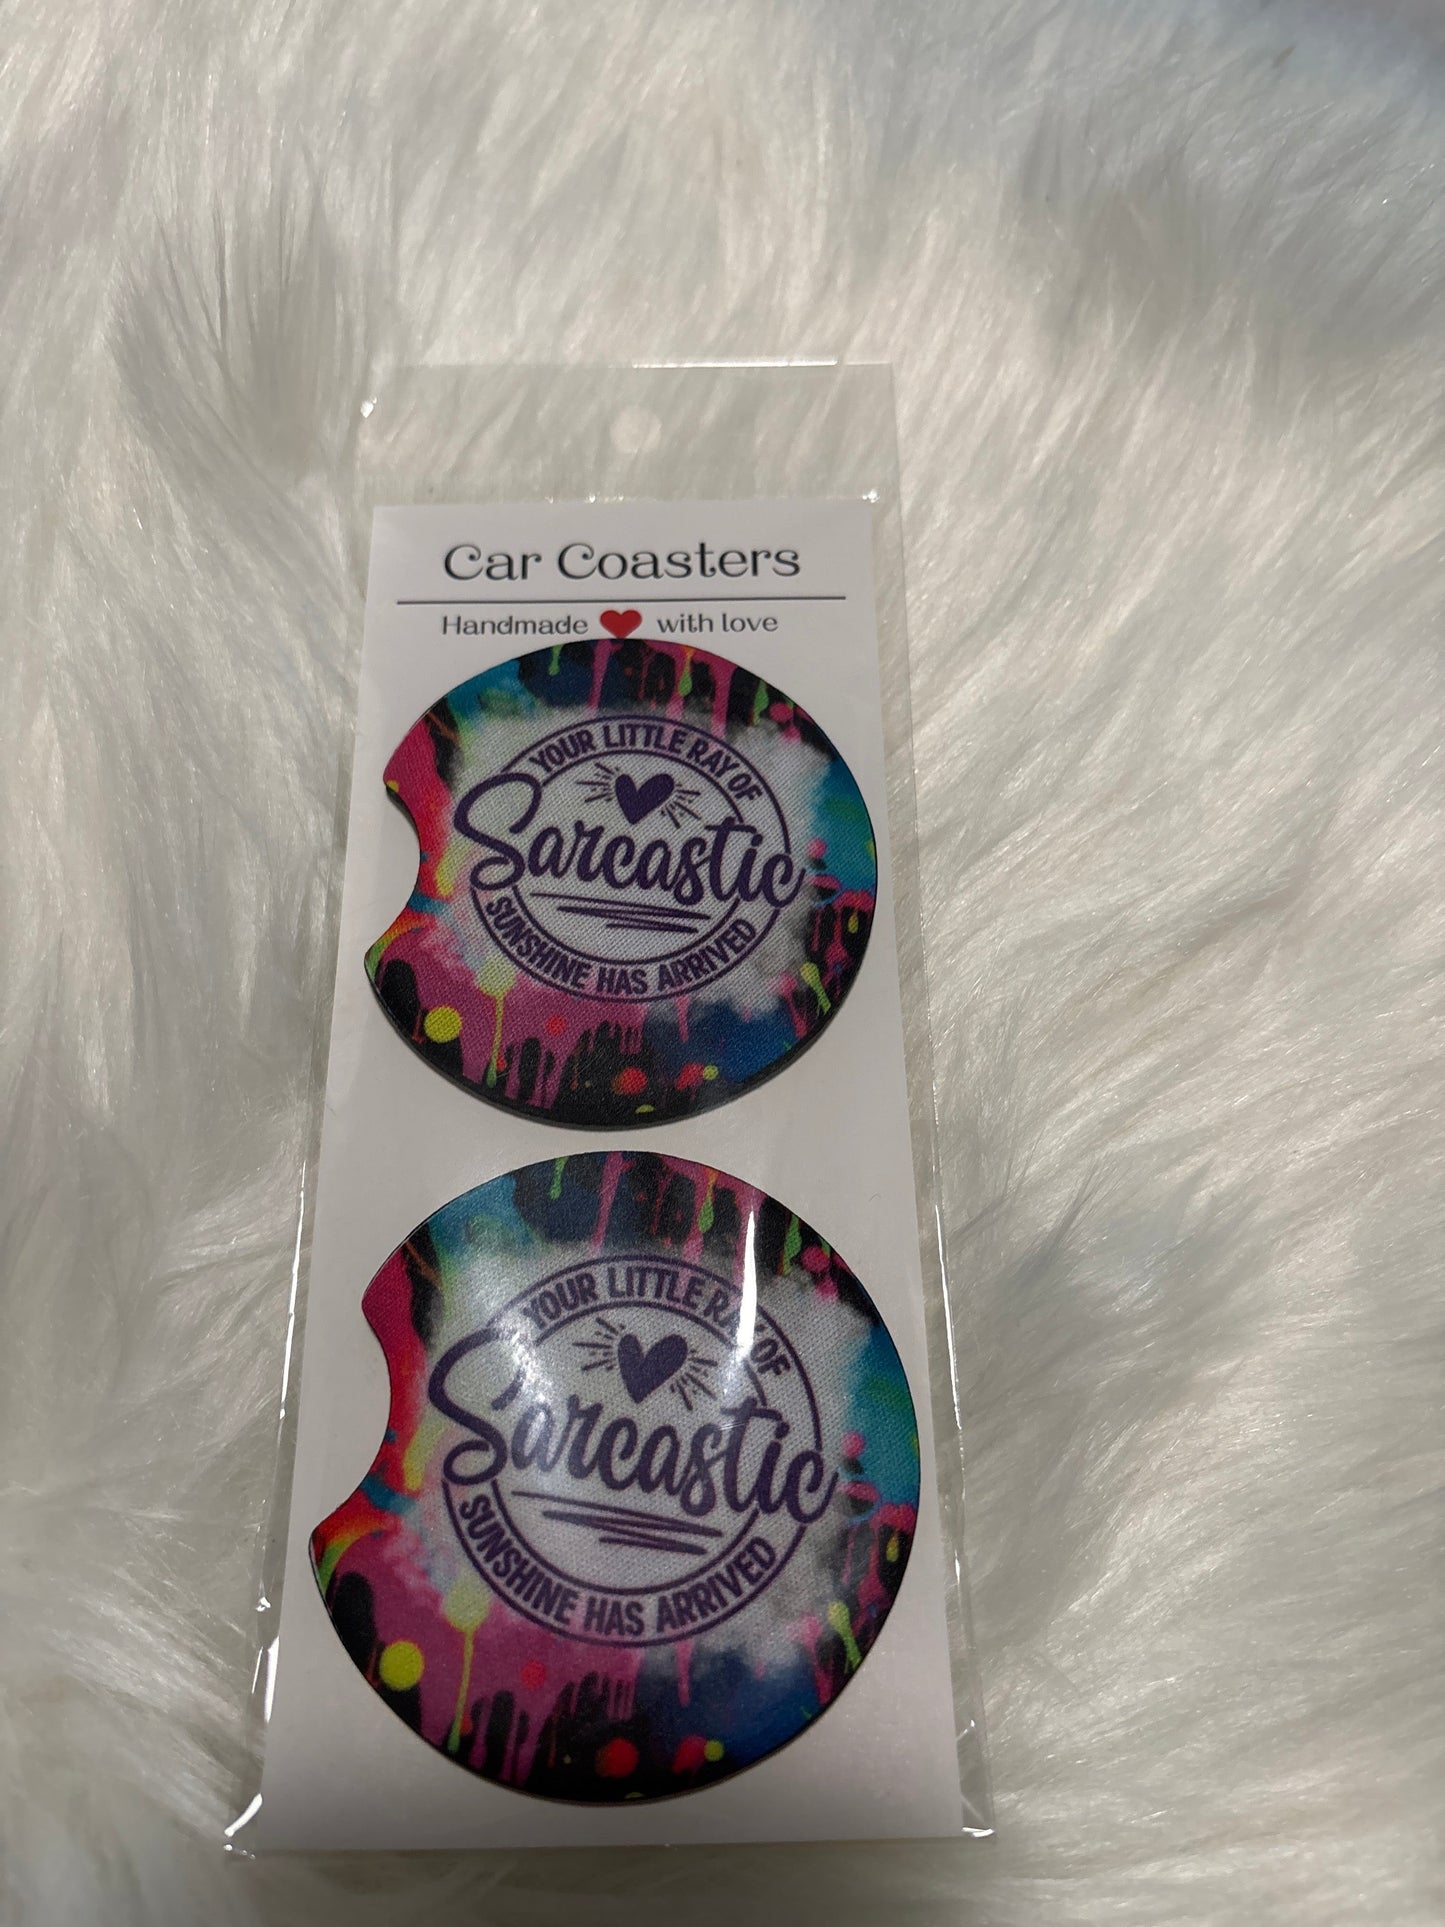 Car Coasters
Handmade with love
YOUR LITTLE RAY OF
Sarcastic
SUNSHINE HAS ARRIVED
YOUR LITTLE RAY OF
Sarcastic
SUNSHINE HAS ARRIVED